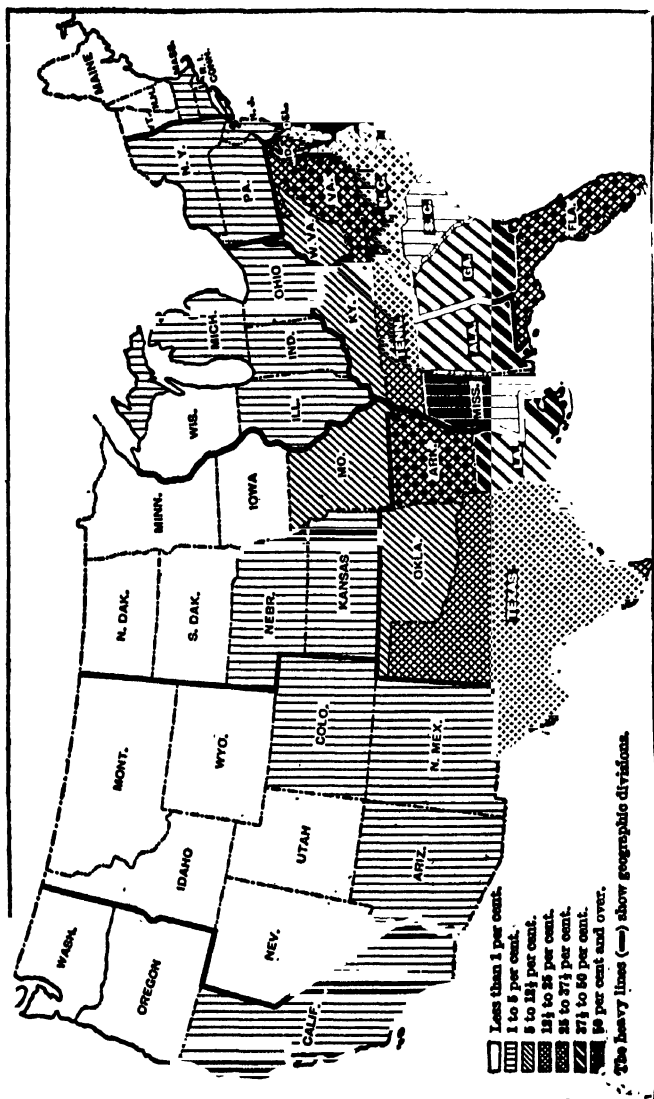 WASH.
OREGON
CALIF.
NEV.
IDAHO
MONT.
WYO.
UTAH
COLO.
ARIZ.
N. MEX.
N. DAK.
S. DAK.
NEBR.
KANSAS
OKLA.
TEXAS
MINN.
IOWA
MO.
ARK.
LA.
WIS.
ILL.
MICH.
IND.
OHIO
KY.
TENN.
MISS.
ALA.
GA.
FLA.
S.C.
N.C.
VA.
W. VA.
PA.
N. Y.
N. J.
DEL.
MAINE
MASS.
R. I.
CONN.
Less than 1 per cent.
1 to 5 per cent.
5 to 12½ per cent.
12½ to 25 per cent.
25 to 37½ per cent.
37½ to 50 per cent.
50 per cent and over.
The heavy lines (━) show geographic divisions.